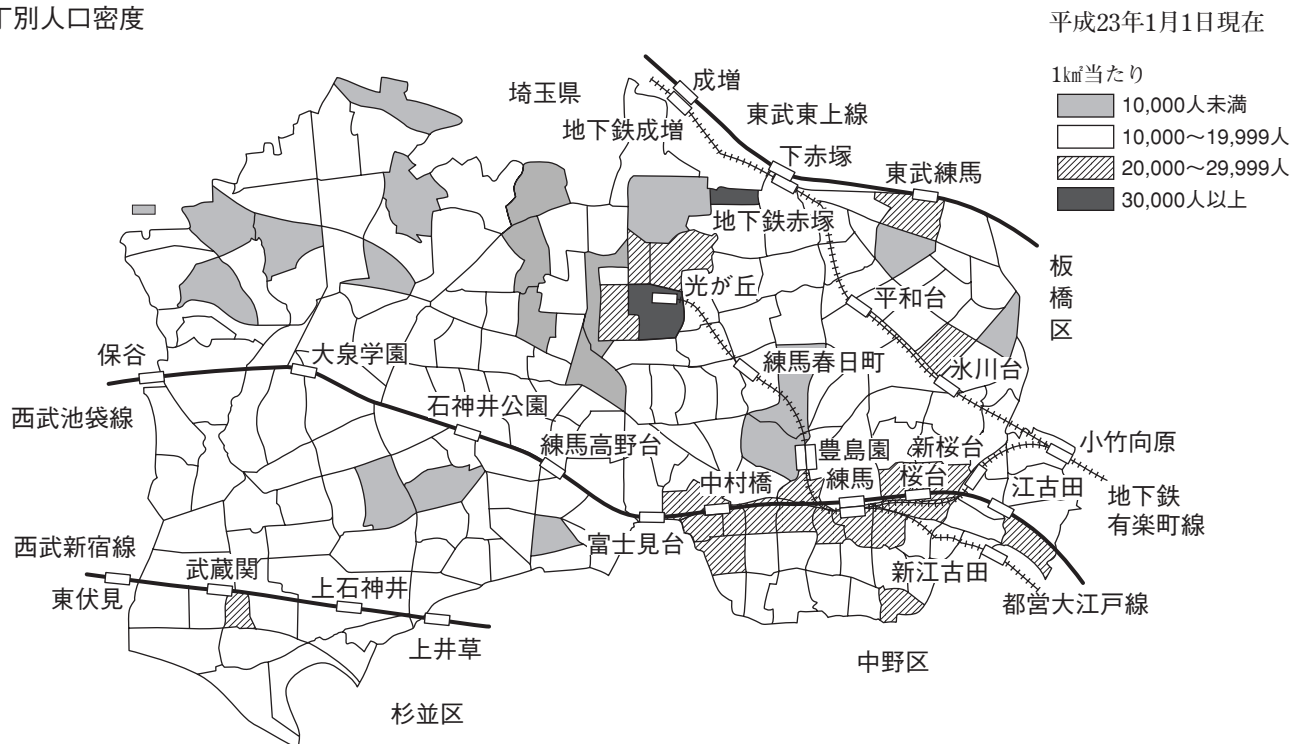 丁別人口密度
平成23年1月1日現在
1k㎡当たり
10,000人未満
10,000～19,999人
20,000～29,999人
30,000人以上
埼玉県
成増
地下鉄成増
東武東上線
下赤塚
東武練馬
地下鉄赤塚
板橋区
光が丘
平和台
保谷
大泉学園
練馬春日町
氷川台
西武池袋線
石神井公園
練馬高野台
豊島園
新桜台
小竹向原
中村橋
練馬
桜台
江古田
地下鉄
有楽町線
富士見台
西武新宿線
武蔵関
上石神井
新江古田
東伏見
都営大江戸線
上井草
中野区
杉並区